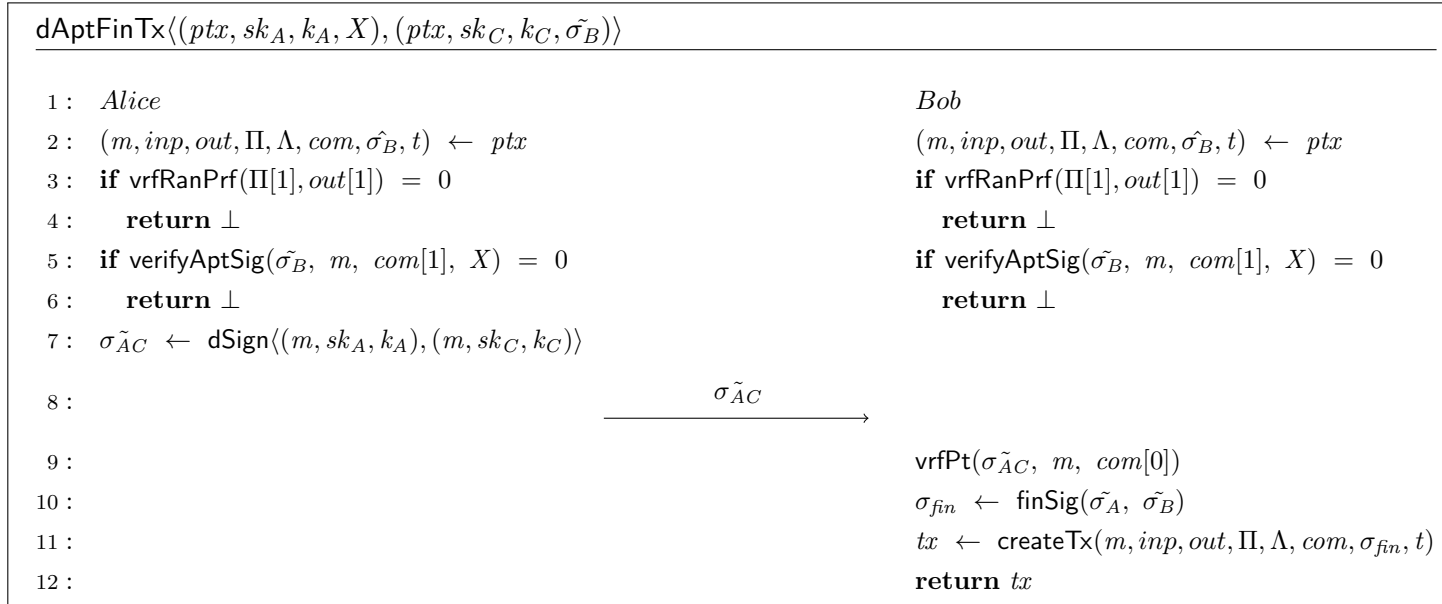 dAptFinTx⟨(ptx, sk_A, k_A, X), (ptx, sk_C, k_C, σ̃_B)⟩
1 : Alice Bob
2 : (m, inp, out, Π, Λ, com, σ̂_B, t) ← ptx (m, inp, out, Π, Λ, com, σ̂_B, t) ← ptx
3 : if vrfRanPrf(Π[1], out[1]) = 0 if vrfRanPrf(Π[1], out[1]) = 0
4 : return ⊥ return ⊥
5 : if verifyAptSig(σ̃_B, m, com[1], X) = 0 if verifyAptSig(σ̃_B, m, com[1], X) = 0
6 : return ⊥ return ⊥
7 : σ̃_AC ← dSign⟨(m, sk_A, k_A), (m, sk_C, k_C)⟩
8 : σ̃_AC
9 : vrfPt(σ̃_AC, m, com[0])
10 : σ_fin ← finSig(σ̃_A, σ̃_B)
11 : tx ← createTx(m, inp, out, Π, Λ, com, σ_fin, t)
12 : return tx